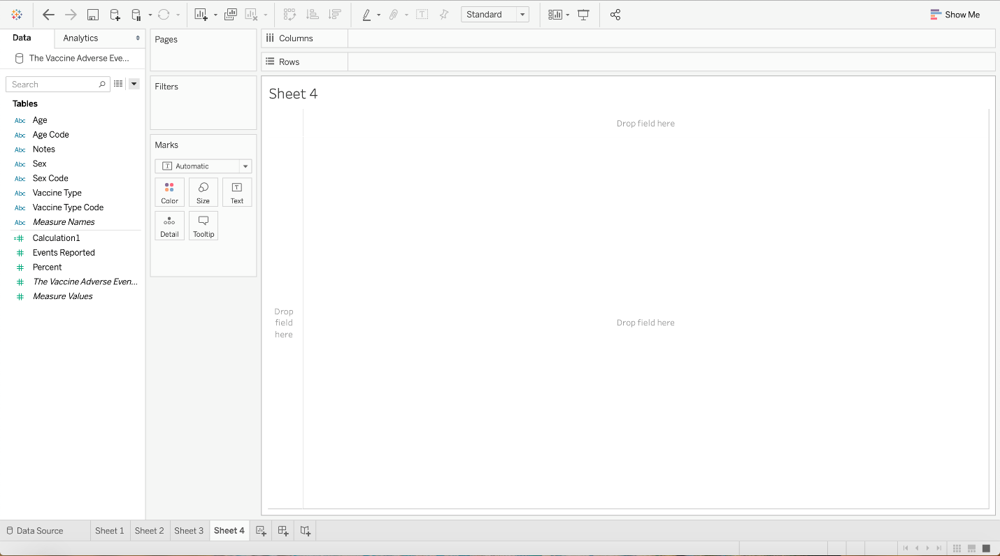 Standard
Show Me
Data
Analytics
The Vaccine Adverse Eve...
Search
Tables
Abc Age
Abc Age Code
Abc Notes
Abc Sex
Abc Sex Code
Abc Vaccine Type
Abc Vaccine Type Code
Abc Measure Names
=# Calculation1
# Events Reported
# Percent
# The Vaccine Adverse Even...
# Measure Values
Pages
Filters
Marks
T Automatic
Color
Size
T
Text
Detail
Tooltip
Columns
Rows
Sheet 4
Drop field here
Drop
field
here
Drop field here
Data Source
Sheet 1
Sheet 2
Sheet 3
Sheet 4